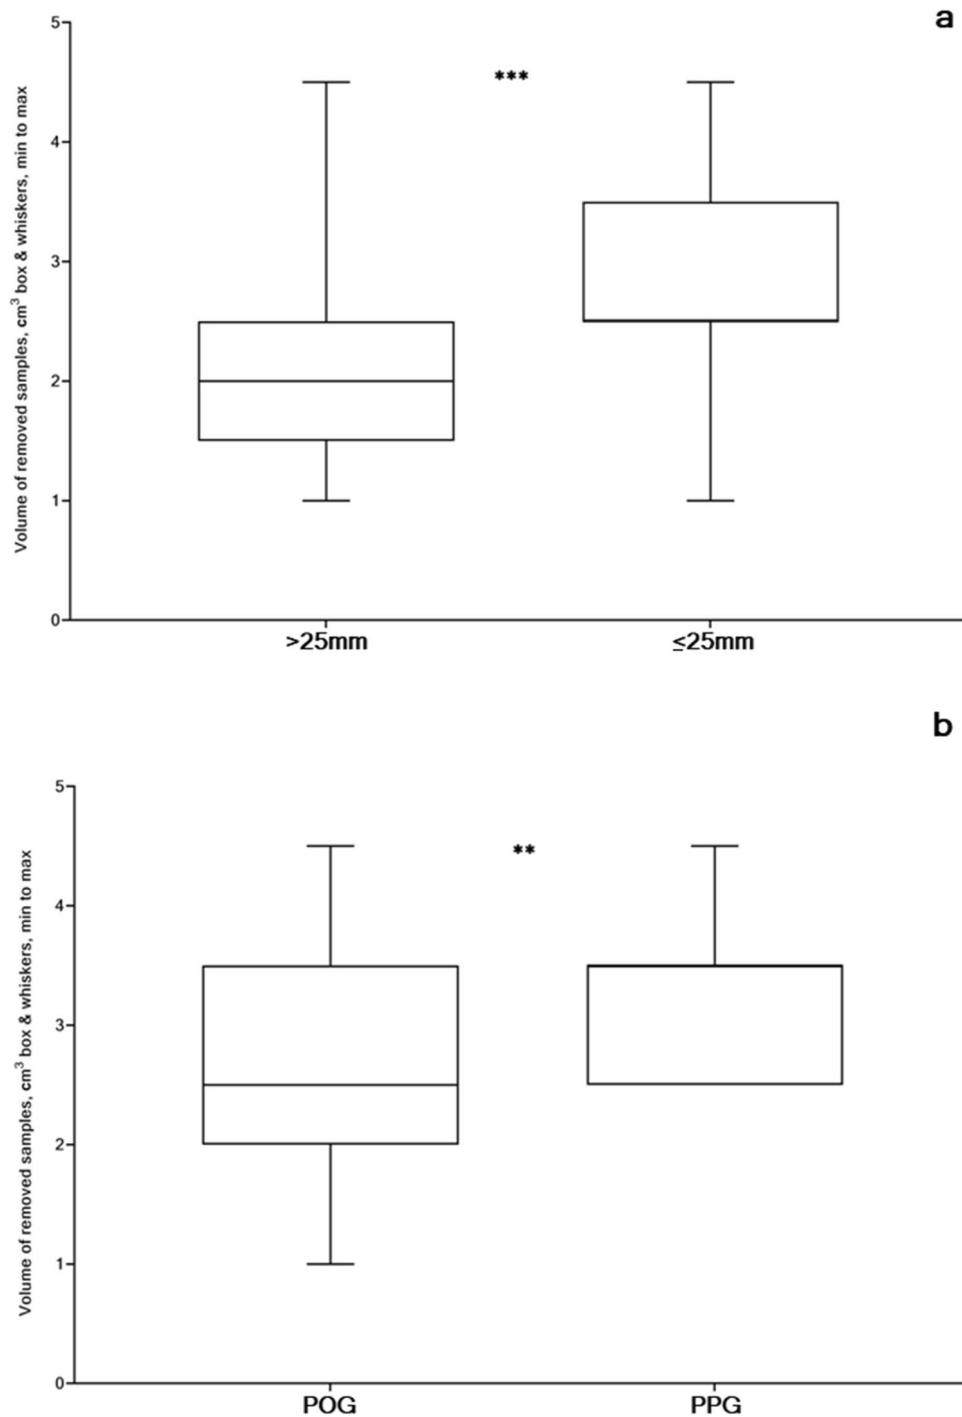 a
Volume of removed samples, cm³ box & whiskers, min to max
5
4
3
2
1
0
***
>25mm
≤25mm
b
Volume of removed samples, cm³ box & whiskers, min to max
5
4
3
2
1
0
**
POG
PPG